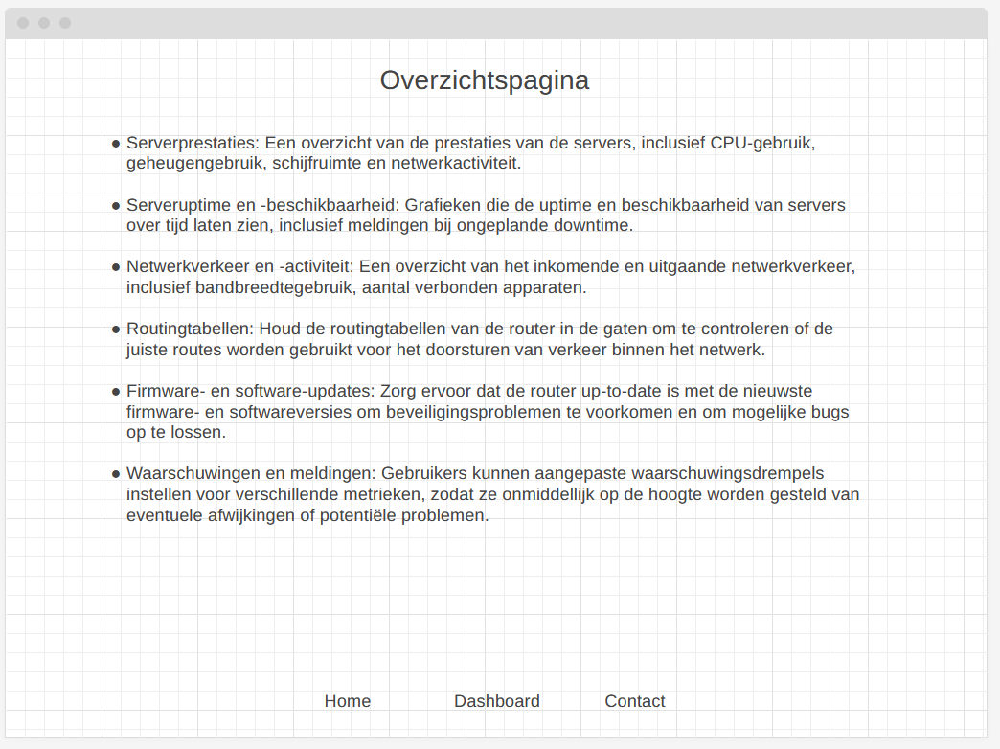 Overzichtspagina
● Serverprestaties: Een overzicht van de prestaties van de servers, inclusief CPU-gebruik,
geheugengebruik, schijfruimte en netwerkactiviteit.
● Serveruptime en -beschikbaarheid: Grafieken die de uptime en beschikbaarheid van servers
over tijd laten zien, inclusief meldingen bij ongeplande downtime.
● Netwerkverkeer en -activiteit: Een overzicht van het inkomende en uitgaande netwerkverkeer,
inclusief bandbreedtegebruik, aantal verbonden apparaten.
● Routingtabellen: Houd de routingtabellen van de router in de gaten om te controleren of de
juiste routes worden gebruikt voor het doorsturen van verkeer binnen het netwerk.
● Firmware- en software-updates: Zorg ervoor dat de router up-to-date is met de nieuwste
firmware- en softwareversies om beveiligingsproblemen te voorkomen en om mogelijke bugs
op te lossen.
● Waarschuwingen en meldingen: Gebruikers kunnen aangepaste waarschuwingsdrempels
instellen voor verschillende metrieken, zodat ze onmiddellijk op de hoogte worden gesteld van
eventuele afwijkingen of potentiële problemen.
Home Dashboard Contact